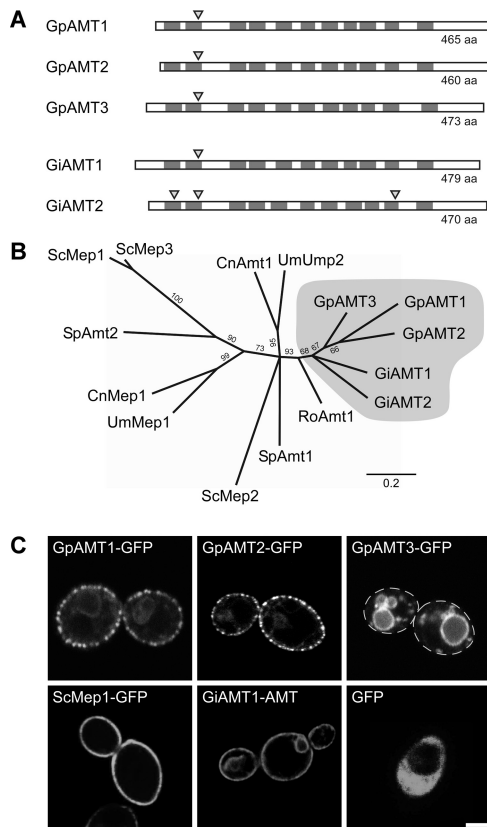 A
GpAMT1
465 aa
GpAMT2
460 aa
GpAMT3
473 aa
GiAMT1
479 aa
GiAMT2
470 aa
B
ScMep3
ScMep1
CnAmt1
UmUmp2
GpAMT3
GpAMT1
100
SpAmt2
GpAMT2
90
95
67
66
73
93
68
99
GiAMT1
CnMep1
GiAMT2
UmMep1
RoAmt1
SpAmt1
ScMep2
0.2
C
GpAMT1-GFP
GpAMT2-GFP
GpAMT3-GFP
ScMep1-GFP
GiAMT1-AMT
GFP